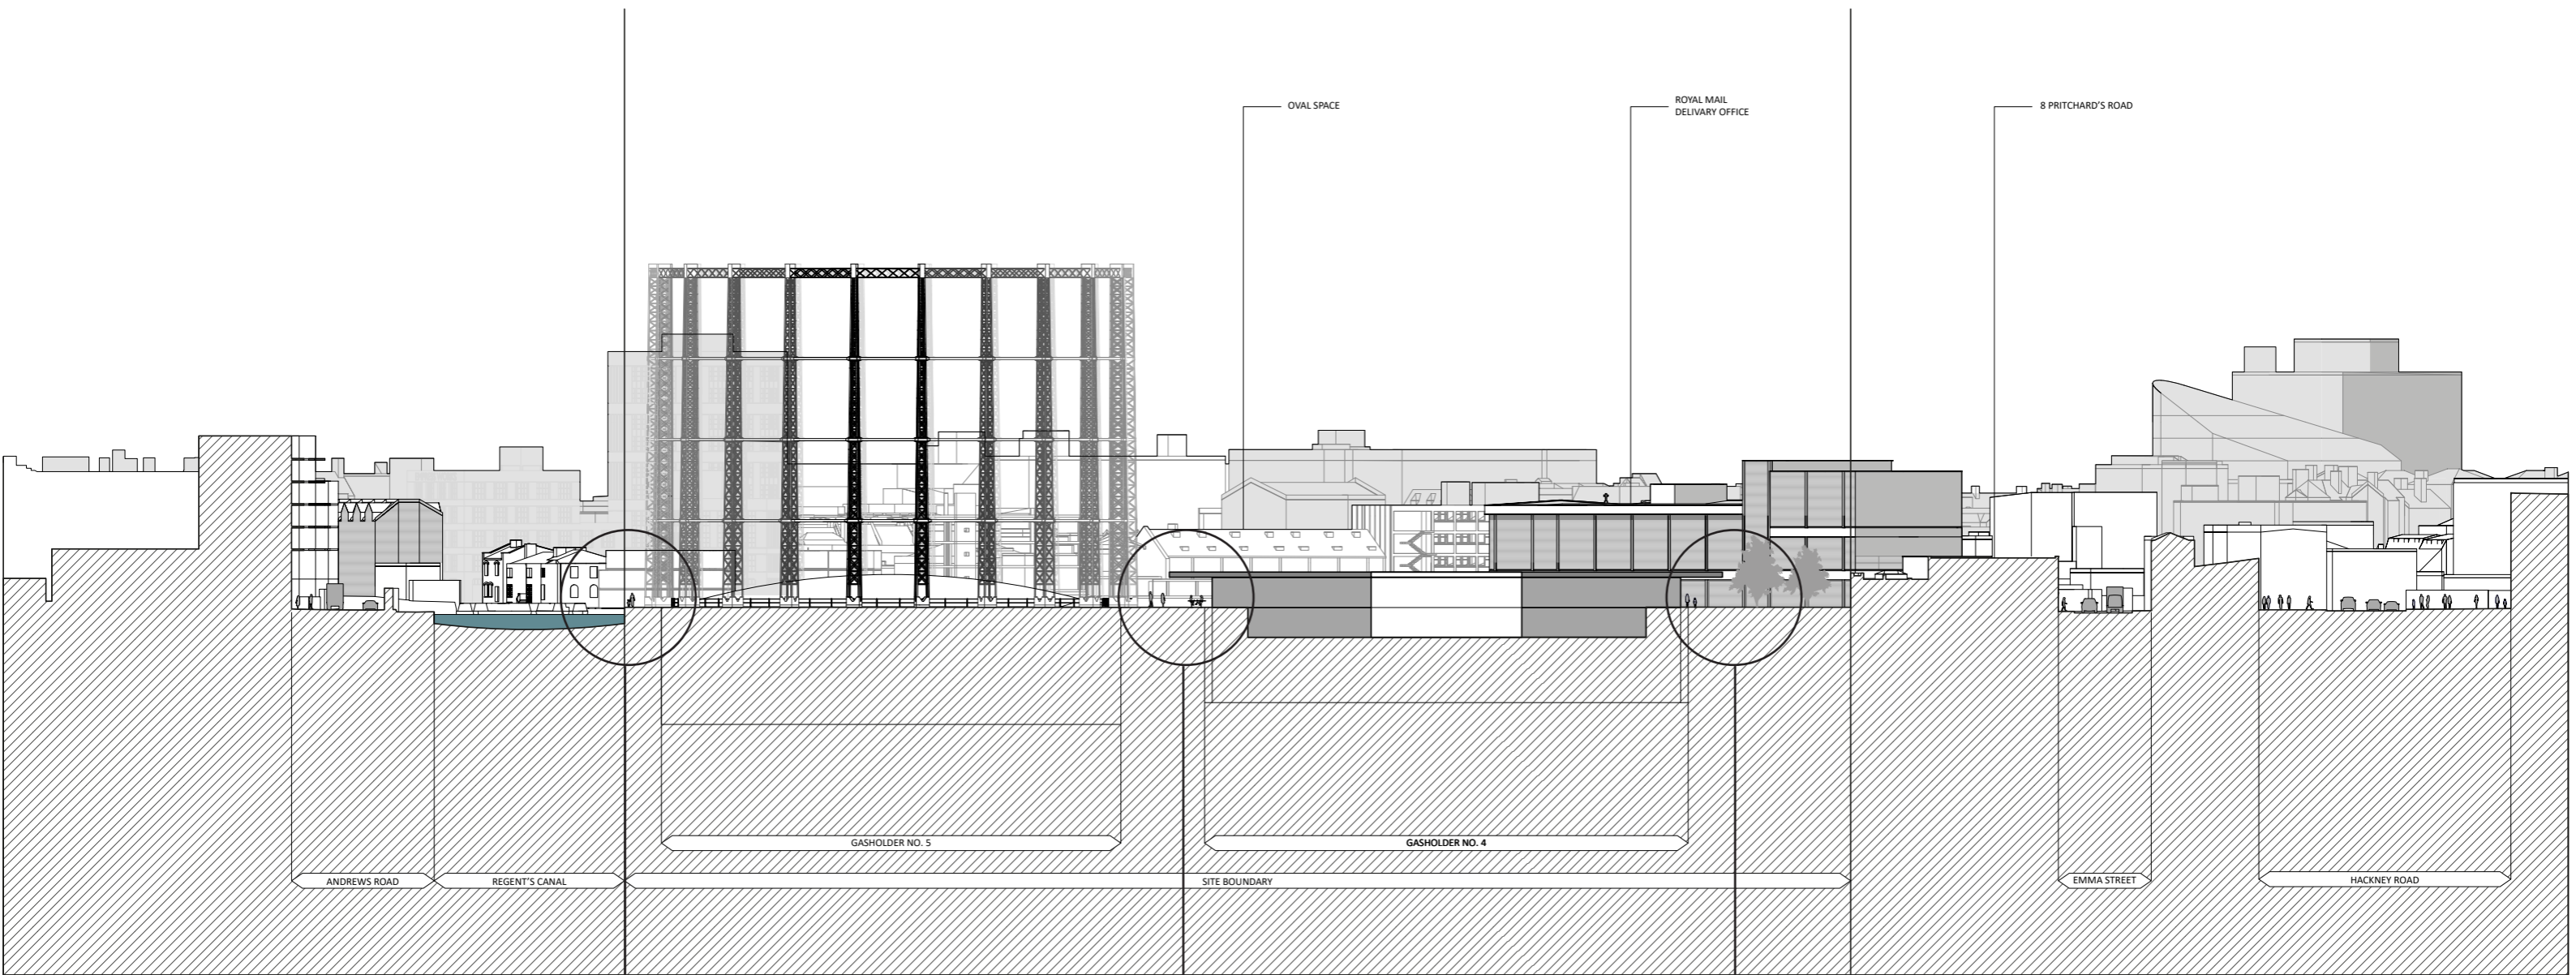 OVAL SPACE
ROYAL MAIL
DELIVARY OFFICE
8 PRITCHARD'S ROAD
GASHOLDER NO. 5
GASHOLDER NO. 4
ANDREWS ROAD
REGENT'S CANAL
SITE BOUNDARY
EMMA STREET
HACKNEY ROAD